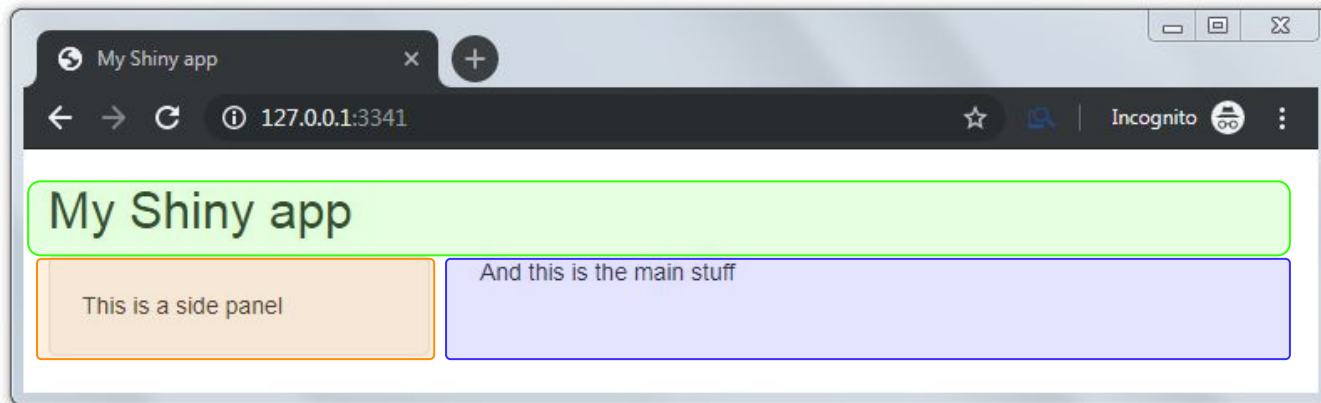 My Shiny app
127.0.0.1:3341 Incognito
My Shiny app
This is a side panel
And this is the main stuff